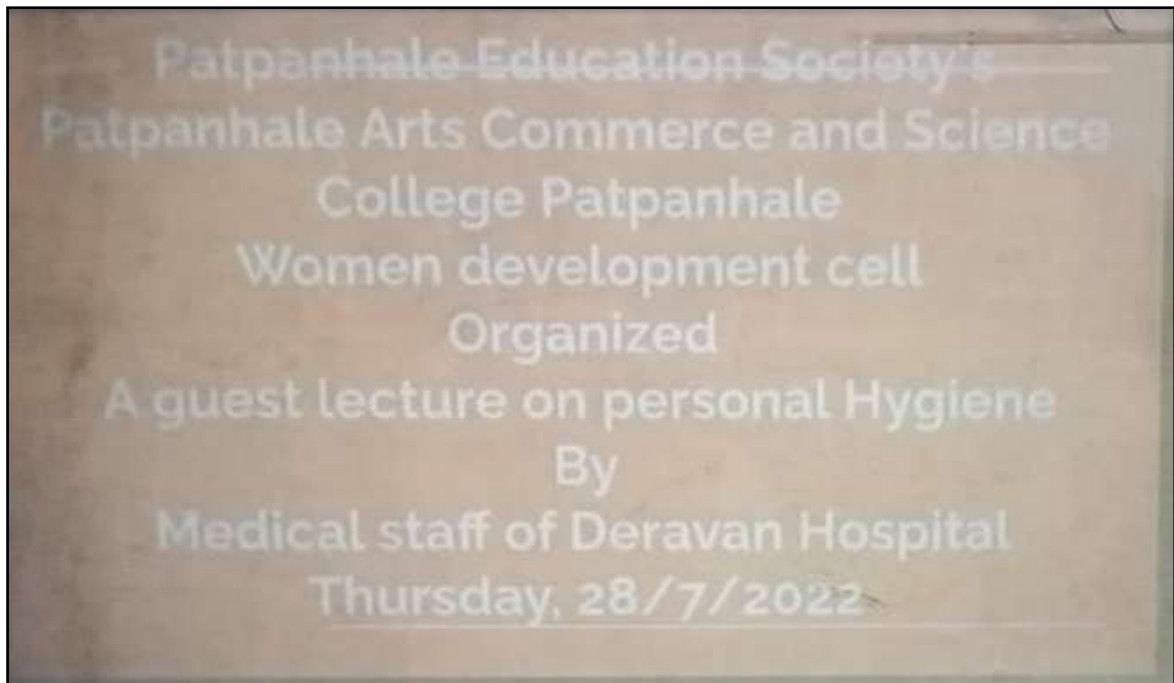 Patpanhale Education Society's
Patpanhale Arts Commerce and Science
College Patpanhale
Women development cell
Organized
A guest lecture on personal Hygiene
By
Medical staff of Deravan Hospital
Thursday, 28/7/2022